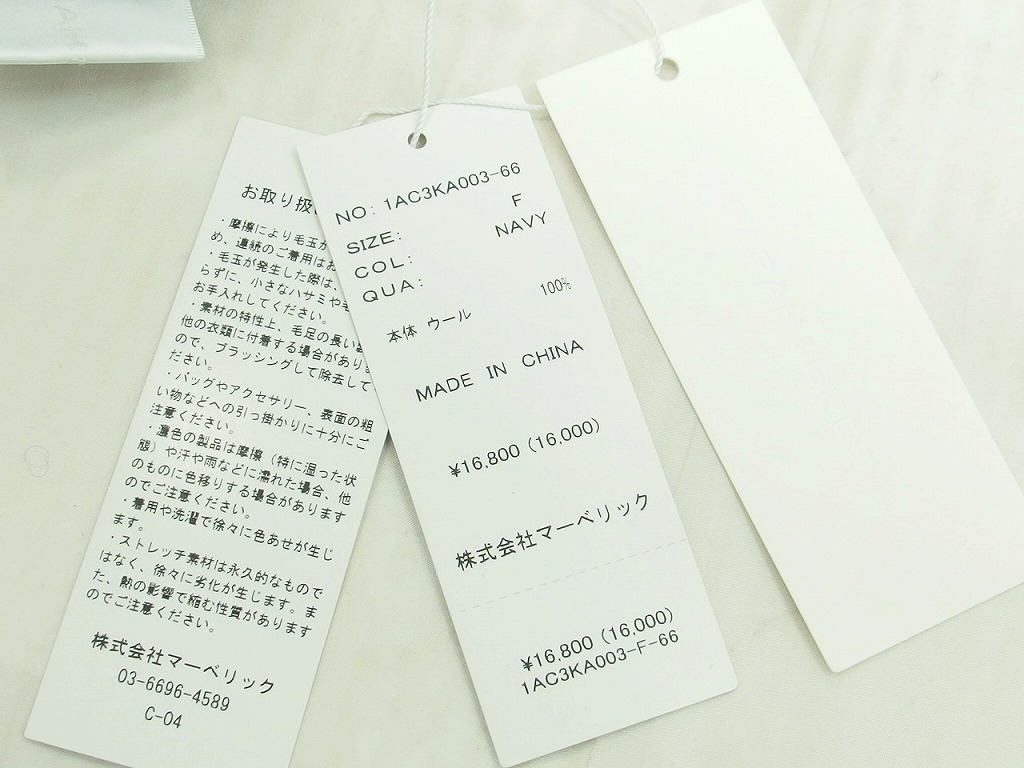 お取り扱
・摩擦により毛玉が
め、連続のご着用はお
・毛玉が発生した際は、
らずに、小さなハサミや毛
お手入れしてください。
・素材の特性上、毛足の長い
他の衣類に付着する場合があり
ので、ブラッシングして除去して
ださい。
・バッグやアクセサリー、表面の粗
い物などへの引っ掛かりに十分にご
注意ください。
・濃色の製品は摩擦（特に湿った状
態）や汗や雨などに濡れた場合、他
のものに色移りする場合があります
のでご注意ください。
・着用や洗濯で徐々に色あせが生じ
ます。
・ストレッチ素材は永久的なもので
はなく、徐々に劣化が生じます。ま
た、熱の影響で縮む性質があります
のでご注意ください。
株式会社マーベリック
03-6696-4589
C-04
NO: 1AC3KA003-66
SIZE: F
COL: NAVY
QUA:
本体 ウール 100%
MADE IN CHINA
¥16,800 (16,000)
株式会社マーベリック
¥16,800 (16,000)
1AC3KA003-F-66